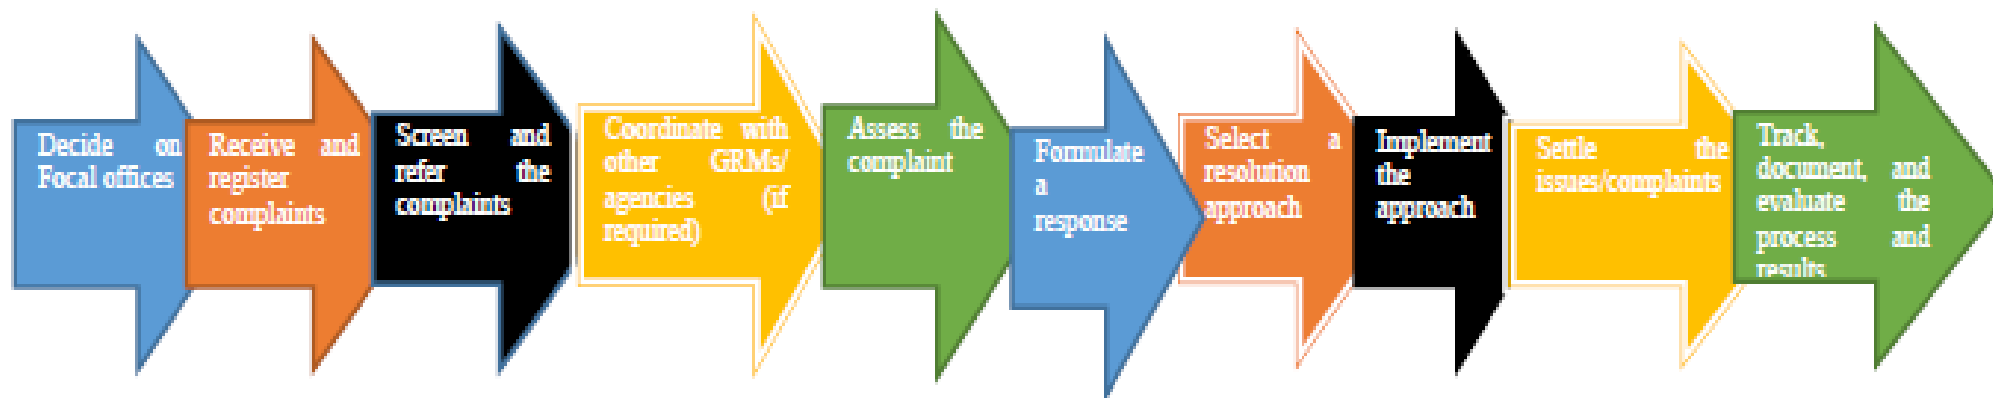 Decide on
Focal offices
Receive and
register
complaints
Screen and
refer the
complaints
Coordinate with
other GRMs/
agencies (if
required)
Assess the
complaint
Formulate
a
response
Select a
resolution
approach
Implement
the
approach
Settle the
issues/complaints
Track,
document, and
evaluate the
process and
results